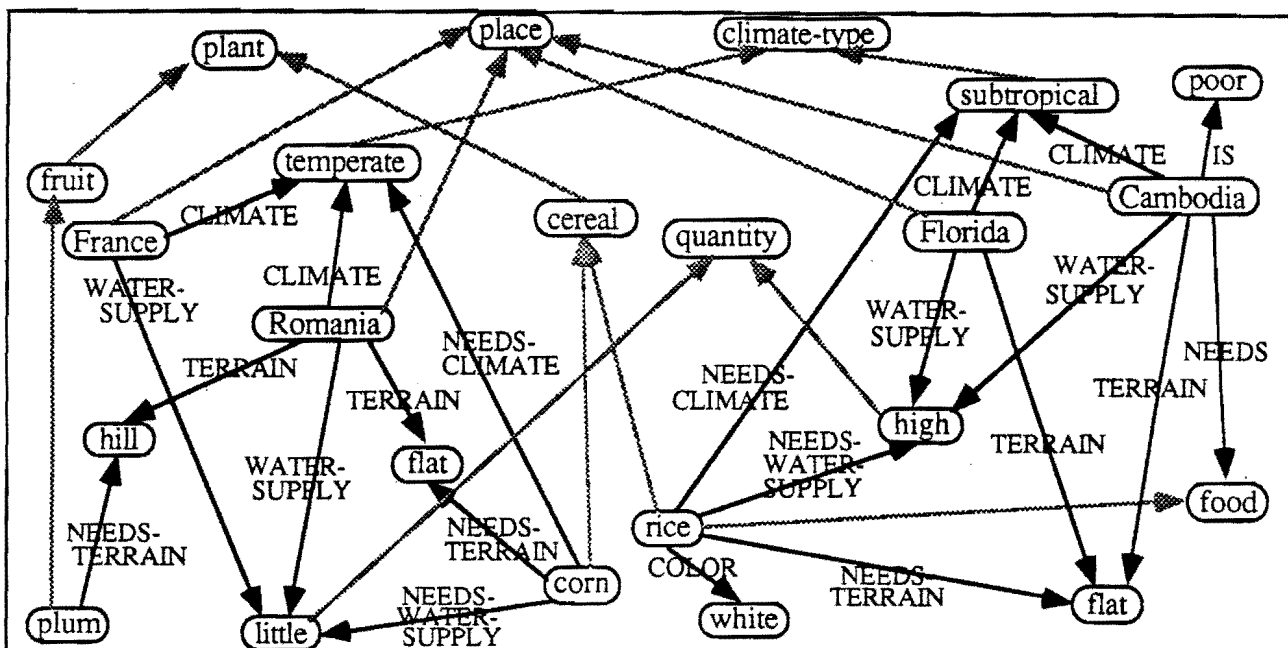 plant
place
climate-type
poor
subtropical
temperate
fruit
CLIMATE
IS
CLIMATE
Cambodia
cereal
CLIMATE
France
quantity
Florida
CLIMATE
WATER-
SUPPLY
WATER-
SUPPLY
Romania
WATER-
SUPPLY
NEEDS-
CLIMATE
NEEDS
TERRAIN
NEEDS-
CLIMATE
TERRAIN
TERRAIN
hill
high
TERRAIN
flat
NEEDS-
WATER-
SUPPLY
WATER-
SUPPLY
food
rice
NEEDS-
TERRAIN
NEEDS-
TERRAIN
COLOR
corn
NEEDS-
TERRAIN
flat
NEEDS-
WATER-
SUPPLY
plum
little
white